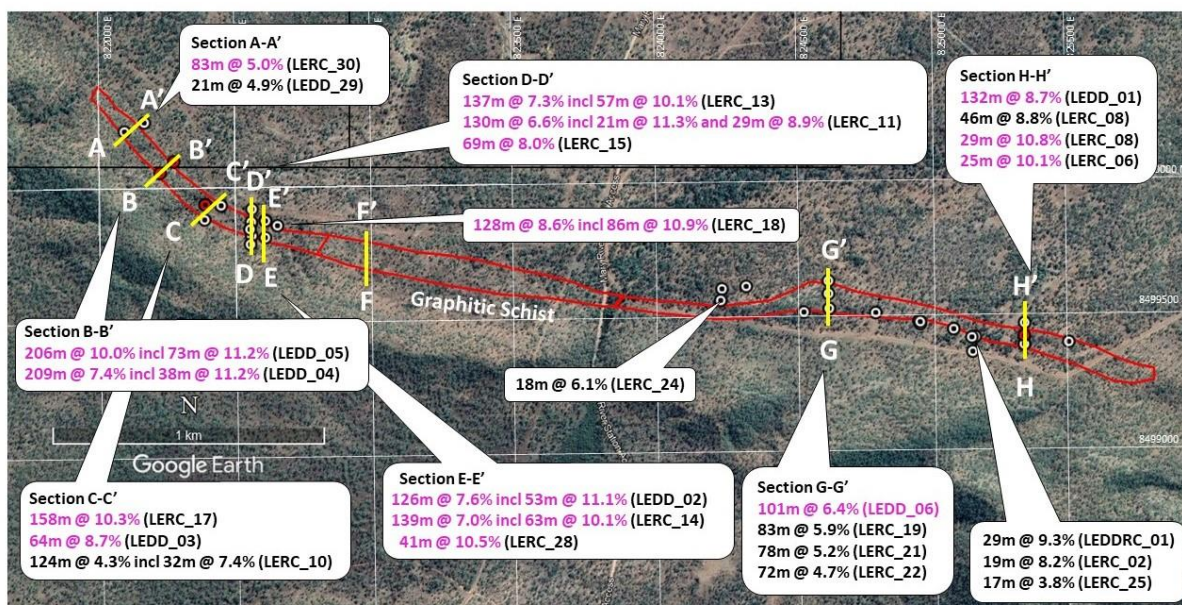 822000 E
822500 E
824000 E
825000 E
825500 E
Section A-A’
83m @ 5.0% (LERC_30)
21m @ 4.9% (LEDD_29)
Section D-D’
137m @ 7.3% incl 57m @ 10.1% (LERC_13)
130m @ 6.6% incl 21m @ 11.3% and 29m @ 8.9% (LERC_11)
69m @ 8.0% (LERC_15)
Section H-H’
132m @ 8.7% (LEDD_01)
46m @ 8.8% (LERC_08)
29m @ 10.8% (LERC_08)
25m @ 10.1% (LERC_06)
A’
A
B’
B
C’
C
D’
D
E’
E
128m @ 8.6% incl 86m @ 10.9% (LERC_18)
F’
F
G’
G
H’
H
8499500
Graphitic Schist
Section B-B’
206m @ 10.0% incl 73m @ 11.2% (LEDD_05)
209m @ 7.4% incl 38m @ 11.2% (LEDD_04)
18m @ 6.1% (LERC_24)
N
1 km
Google Earth
8499000
Section C-C’
158m @ 10.3% (LERC_17)
64m @ 8.7% (LEDD_03)
124m @ 4.3% incl 32m @ 7.4% (LERC_10)
Section E-E’
126m @ 7.6% incl 53m @ 11.1% (LEDD_02)
139m @ 7.0% incl 63m @ 10.1% (LERC_14)
41m @ 10.5% (LERC_28)
Section G-G’
101m @ 6.4% (LEDD_06)
83m @ 5.9% (LERC_19)
78m @ 5.2% (LERC_21)
72m @ 4.7% (LERC_22)
29m @ 9.3% (LEDDRC_01)
19m @ 8.2% (LERC_02)
17m @ 3.8% (LERC_25)